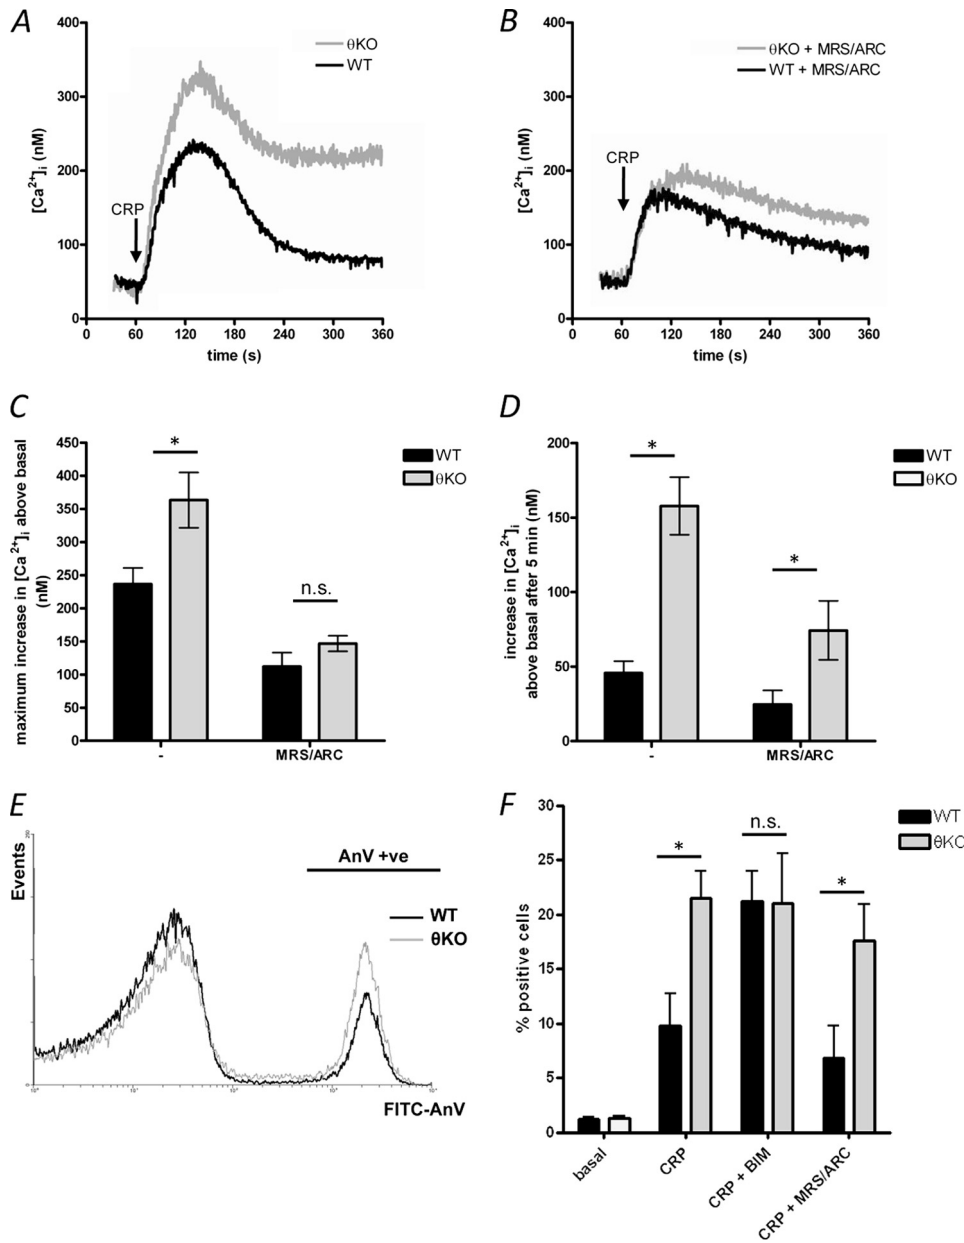 A
400
300
200
100
0
[Ca2+]i (nM)
θKO
WT
CRP
0 60 120 180 240 300 360
time (s)
B
400
300
200
100
0
[Ca2+]i (nM)
θKO + MRS/ARC
WT + MRS/ARC
CRP
0 60 120 180 240 300 360
time (s)
C
450
400
350
300
250
200
150
100
50
0
maximum increase in [Ca2+]i above basal
(nM)
*
n.s.
WT
θKO
- MRS/ARC
D
200
150
100
50
0
increase in [Ca2+]i
above basal after 5 min (nM)
*
*
WT
θKO
- MRS/ARC
E
Events
AnV +ve
WT
θKO
FITC-AnV
F
30
25
20
15
10
5
0
% positive cells
*
n.s.
*
WT
θKO
basal
CRP
CRP + BIM
CRP + MRS/ARC